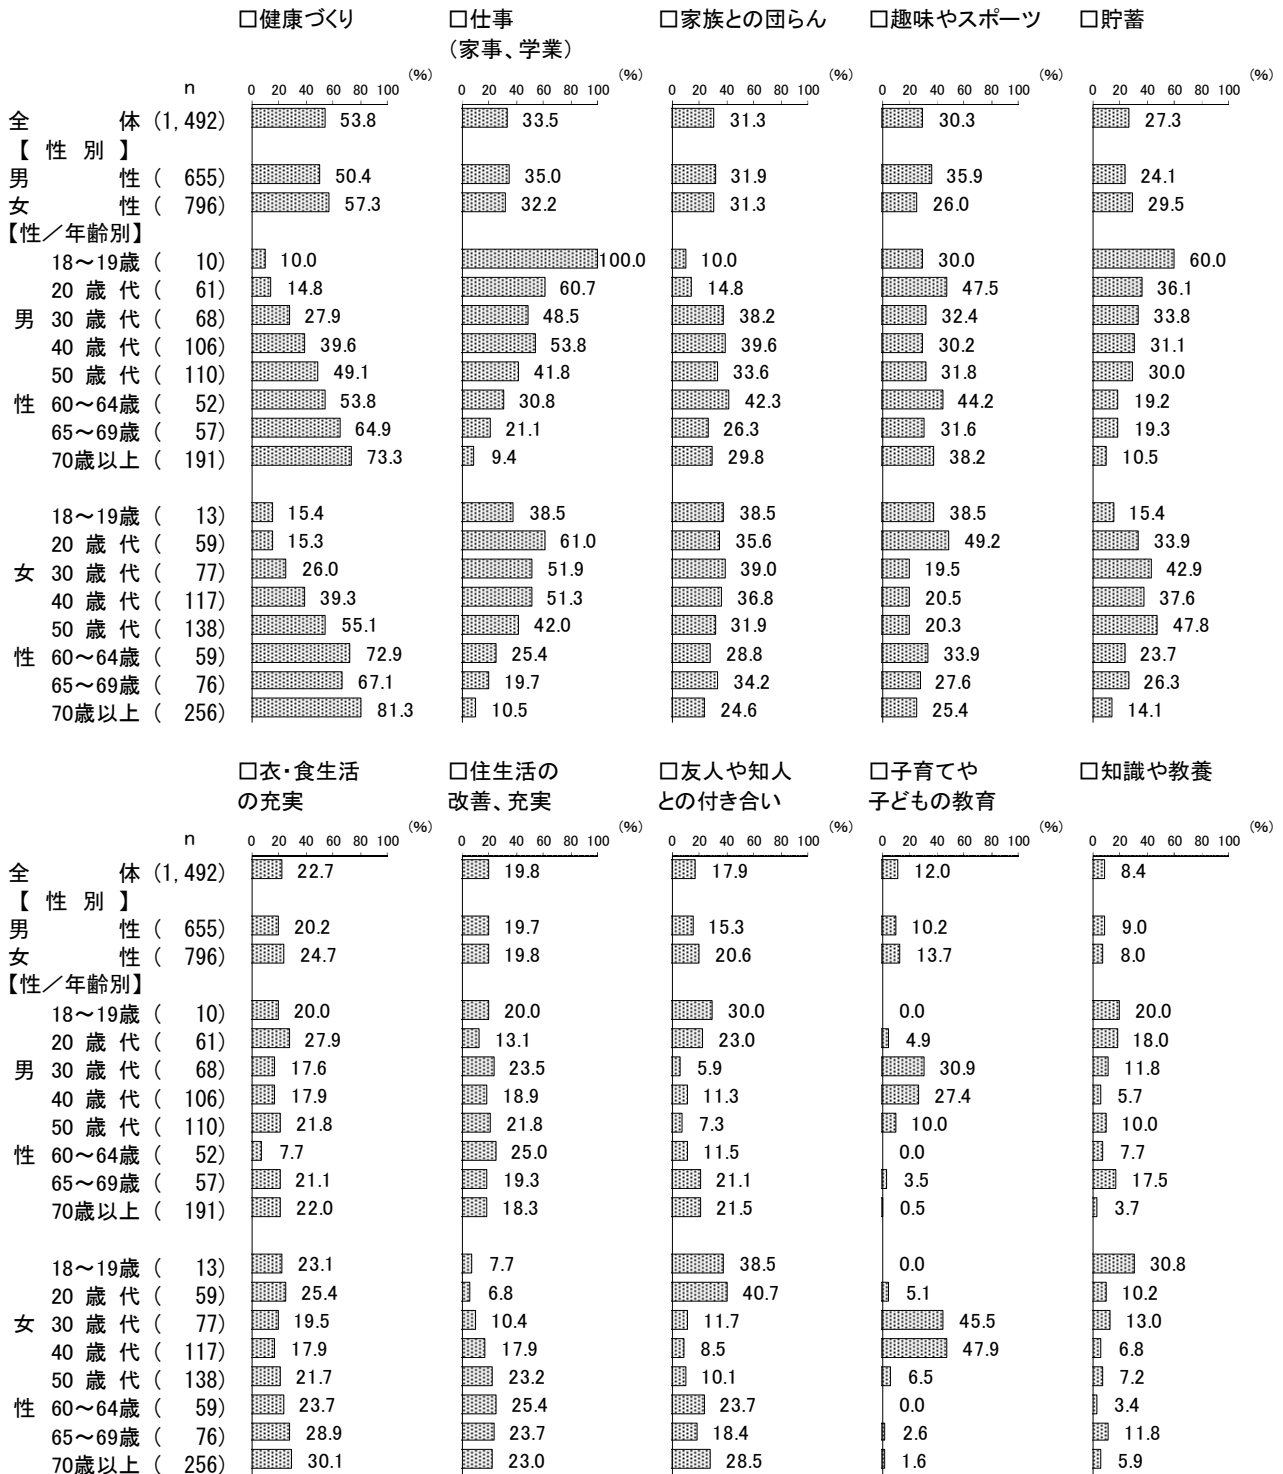 □健康づくり □仕事 □家族との団らん □趣味やスポーツ □貯蓄
（家事、学業）
(%) (%) (%) (%) (%)
n 0 20 40 60 80 100 0 20 40 60 80 100 0 20 40 60 80 100 0 20 40 60 80 100 0 20 40 60 80 100
全体 (1,492) 53.8 33.5 31.3 30.3 27.3
【性別】
男性 ( 655) 50.4 35.0 31.9 35.9 24.1
女性 ( 796) 57.3 32.2 31.3 26.0 29.5
【性／年齢別】
18～19歳 ( 10) 10.0 100.0 10.0 30.0 60.0
20歳代 ( 61) 14.8 60.7 14.8 47.5 36.1
男 30歳代 ( 68) 27.9 48.5 38.2 32.4 33.8
40歳代 ( 106) 39.6 53.8 39.6 30.2 31.1
50歳代 ( 110) 49.1 41.8 33.6 31.8 30.0
性 60～64歳 ( 52) 53.8 30.8 42.3 44.2 19.2
65～69歳 ( 57) 64.9 21.1 26.3 31.6 19.3
70歳以上 ( 191) 73.3 9.4 29.8 38.2 10.5
18～19歳 ( 13) 15.4 38.5 38.5 38.5 15.4
20歳代 ( 59) 15.3 61.0 35.6 49.2 33.9
女 30歳代 ( 77) 26.0 51.9 39.0 19.5 42.9
40歳代 ( 117) 39.3 51.3 36.8 20.5 37.6
50歳代 ( 138) 55.1 42.0 31.9 20.3 47.8
性 60～64歳 ( 59) 72.9 25.4 28.8 33.9 23.7
65～69歳 ( 76) 67.1 19.7 34.2 27.6 26.3
70歳以上 ( 256) 81.3 10.5 24.6 25.4 14.1
□衣・食生活 □住生活の □友人や知人 □子育てや □知識や教養
の充実 改善、充実 との付き合い 子どもの教育
(%) (%) (%) (%) (%)
n 0 20 40 60 80 100 0 20 40 60 80 100 0 20 40 60 80 100 0 20 40 60 80 100 0 20 40 60 80 100
全体 (1,492) 22.7 19.8 17.9 12.0 8.4
【性別】
男性 ( 655) 20.2 19.7 15.3 10.2 9.0
女性 ( 796) 24.7 19.8 20.6 13.7 8.0
【性／年齢別】
18～19歳 ( 10) 20.0 20.0 30.0 0.0 20.0
20歳代 ( 61) 27.9 13.1 23.0 4.9 18.0
男 30歳代 ( 68) 17.6 23.5 5.9 30.9 11.8
40歳代 ( 106) 17.9 18.9 11.3 27.4 5.7
50歳代 ( 110) 21.8 21.8 7.3 10.0 10.0
性 60～64歳 ( 52) 7.7 25.0 11.5 0.0 7.7
65～69歳 ( 57) 21.1 19.3 21.1 3.5 17.5
70歳以上 ( 191) 22.0 18.3 21.5 0.5 3.7
18～19歳 ( 13) 23.1 7.7 38.5 0.0 30.8
20歳代 ( 59) 25.4 6.8 40.7 5.1 10.2
女 30歳代 ( 77) 19.5 10.4 11.7 45.5 13.0
40歳代 ( 117) 17.9 17.9 8.5 47.9 6.8
50歳代 ( 138) 21.7 23.2 10.1 6.5 7.2
性 60～64歳 ( 59) 23.7 25.4 23.7 0.0 3.4
65～69歳 ( 76) 28.9 23.7 18.4 2.6 11.8
70歳以上 ( 256) 30.1 23.0 28.5 1.6 5.9